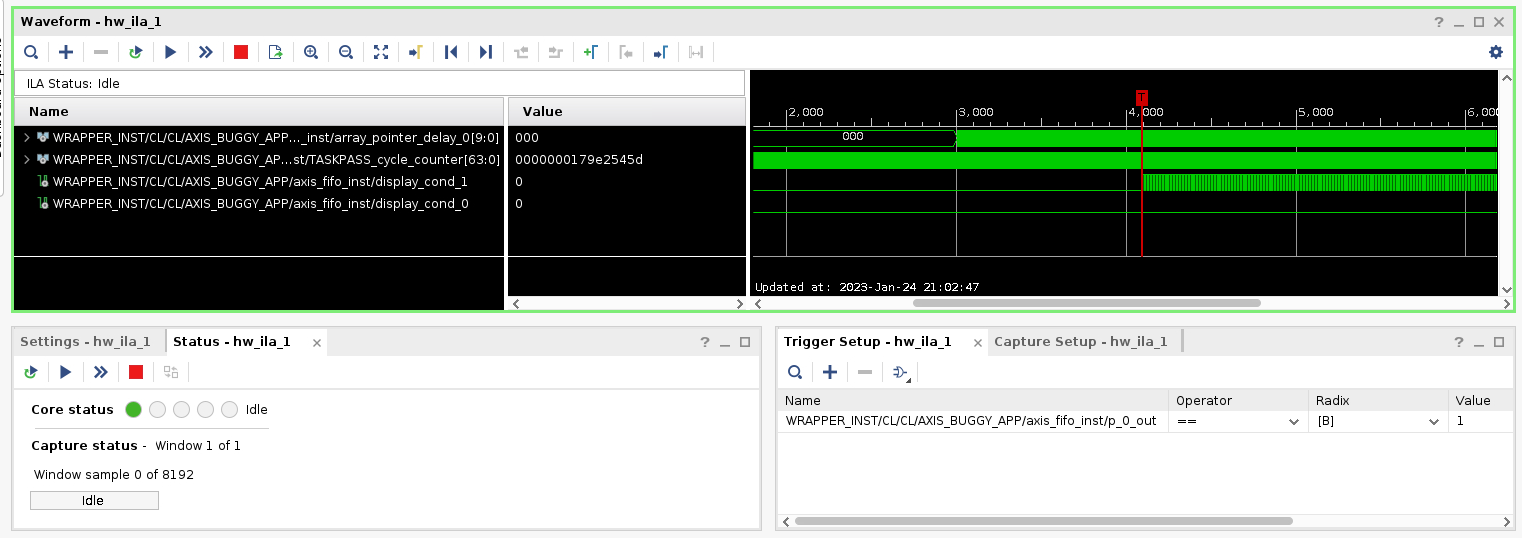 Waveform - hw_ila_1
ILA Status: Idle
Name Value
2,000 3,000 4,000 5,000 6,000
WRAPPER_INST/CL/CL/AXIS_BUGGY_APP..._inst/array_pointer_delay_0[9:0] 000 000
WRAPPER_INST/CL/CL/AXIS_BUGGY_AP...st/TASKPASS_cycle_counter[63:0] 0000000179e2545d
WRAPPER_INST/CL/CL/AXIS_BUGGY_APP/axis_fifo_inst/display_cond_1 0
WRAPPER_INST/CL/CL/AXIS_BUGGY_APP/axis_fifo_inst/display_cond_0 0
Updated at: 2023-Jan-24 21:02:47
Settings - hw_ila_1 Status - hw_ila_1
Core status Idle
Capture status - Window 1 of 1
Window sample 0 of 8192
Idle
Trigger Setup - hw_ila_1 Capture Setup - hw_ila_1
Name Operator Radix Value
WRAPPER_INST/CL/CL/AXIS_BUGGY_APP/axis_fifo_inst/p_0_out == [B] 1